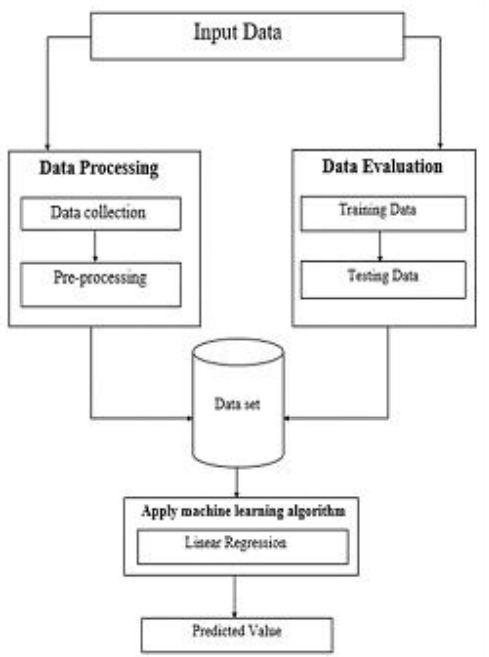 Input Data
Data Processing
Data collection
Pre-processing
Data Evaluation
Training Data
Testing Data
Data set
Apply machine learning algorithm
Linear Regression
Predicted Value